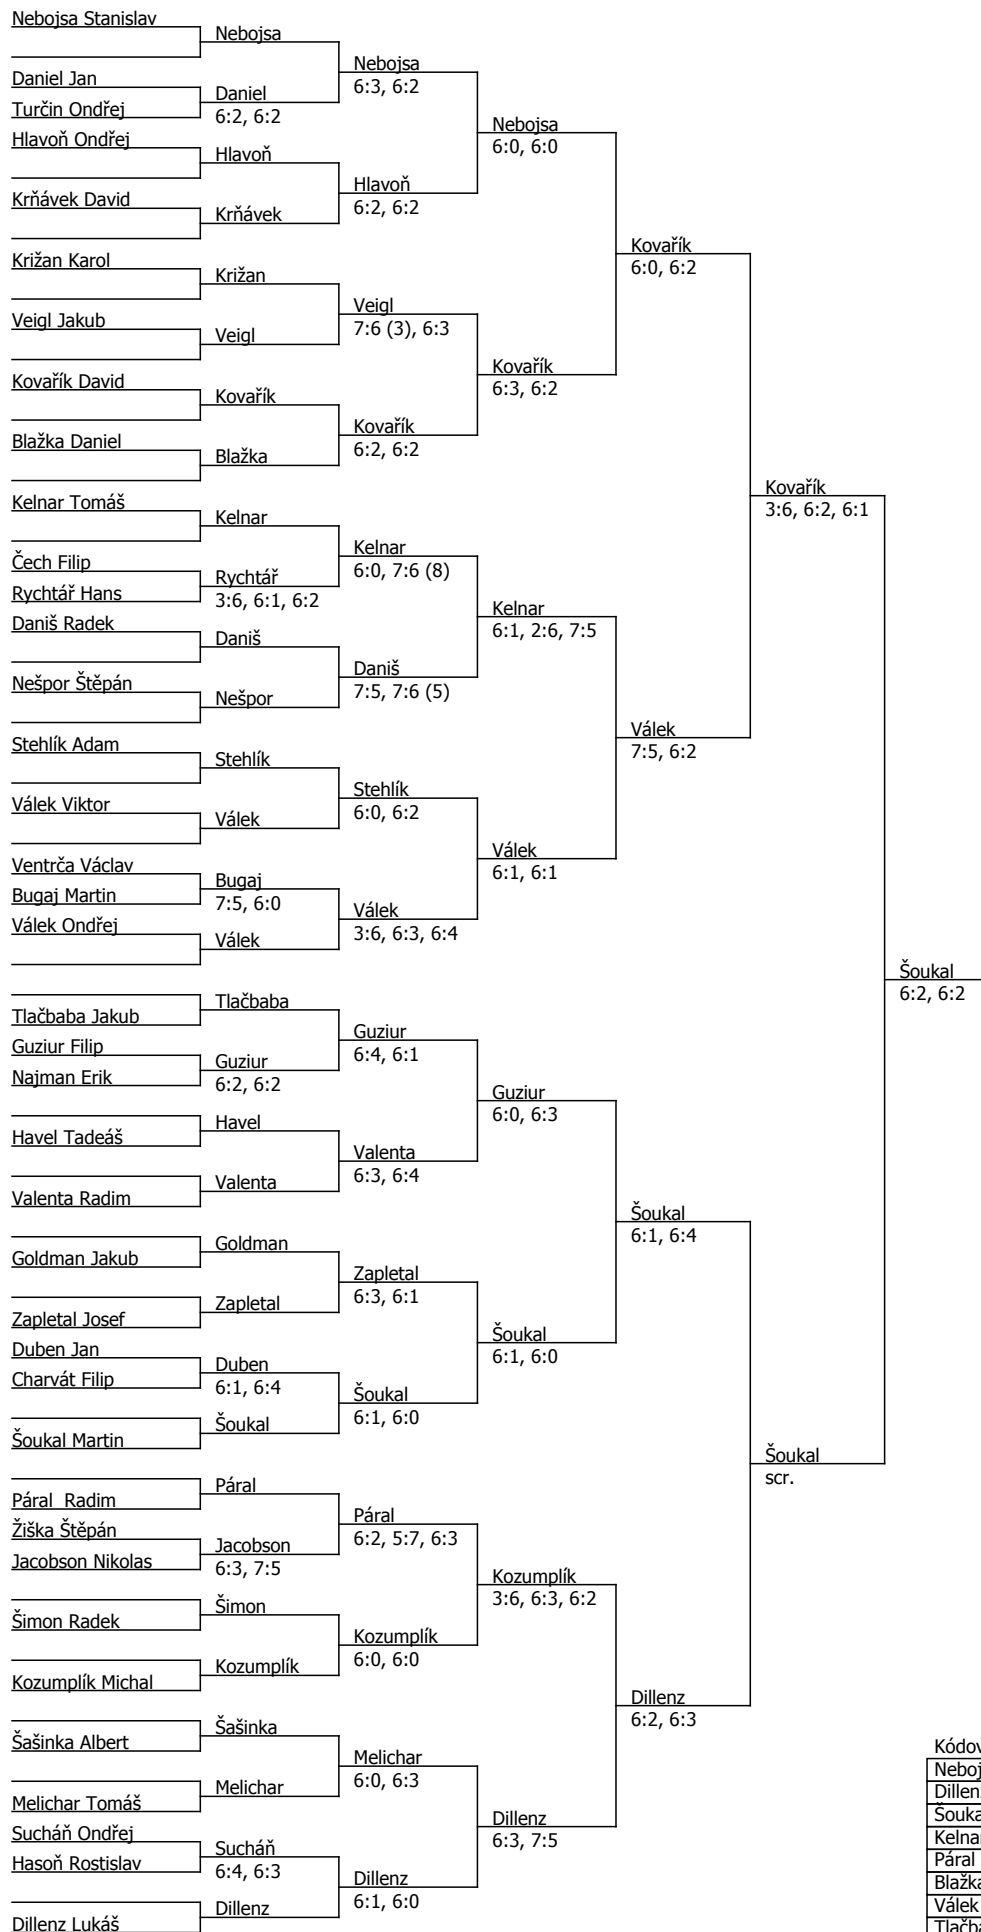 Nebojsa Stanislav
Daniel Jan
Turčin Ondřej
Hlavoň Ondřej
Krňávek David
Križan Karol
Veigl Jakub
Kovařík David
Blažka Daniel
Kelnar Tomáš
Čech Filip
Rychtář Hans
Daniš Radek
Nešpor Štěpán
Stehlík Adam
Válek Viktor
Ventrča Václav
Bugaj Martin
Válek Ondřej
Tlačbaba Jakub
Guziur Filip
Najman Erik
Havel Tadeáš
Valenta Radim
Goldman Jakub
Zapletal Josef
Duben Jan
Charvát Filip
Šoukal Martin
Páral  Radim
Žiška Štěpán
Jacobson Nikolas
Šimon Radek
Kozumplík Michal
Šašinka Albert
Melichar Tomáš
Sucháň Ondřej
Hasoň Rostislav
Dillenz Lukáš
Nebojsa
Daniel
6:2, 6:2
Hlavoň
Krňávek
Križan
Veigl
Kovařík
Blažka
Kelnar
Rychtář
3:6, 6:1, 6:2
Daniš
Nešpor
Stehlík
Válek
Bugaj
7:5, 6:0
Válek
Tlačbaba
Guziur
6:2, 6:2
Havel
Valenta
Goldman
Zapletal
Duben
6:1, 6:4
Šoukal
Páral
Jacobson
6:3, 7:5
Šimon
Kozumplík
Šašinka
Melichar
Sucháň
6:4, 6:3
Dillenz
Nebojsa
6:3, 6:2
Hlavoň
6:2, 6:2
Veigl
7:6 (3), 6:3
Kovařík
6:2, 6:2
Kelnar
6:0, 7:6 (8)
Daniš
7:5, 7:6 (5)
Stehlík
6:0, 6:2
Válek
3:6, 6:3, 6:4
Guziur
6:4, 6:1
Valenta
6:3, 6:4
Zapletal
6:3, 6:1
Šoukal
6:1, 6:0
Páral
6:2, 5:7, 6:3
Kozumplík
6:0, 6:0
Melichar
6:0, 6:3
Dillenz
6:1, 6:0
Nebojsa
6:0, 6:0
Kovařík
6:3, 6:2
Kelnar
6:1, 2:6, 7:5
Válek
6:1, 6:1
Guziur
6:0, 6:3
Šoukal
6:1, 6:0
Kozumplík
3:6, 6:3, 6:2
Dillenz
6:3, 7:5
Kovařík
6:0, 6:2
Válek
7:5, 6:2
Šoukal
6:1, 6:4
Dillenz
6:2, 6:3
Kovařík
3:6, 6:2, 6:1
Šoukal
scr.
Šoukal
6:2, 6:2
Kódov
Neboj
Dillen
Šouka
Kelna
Páral
Blažka
Válek
Tlačba